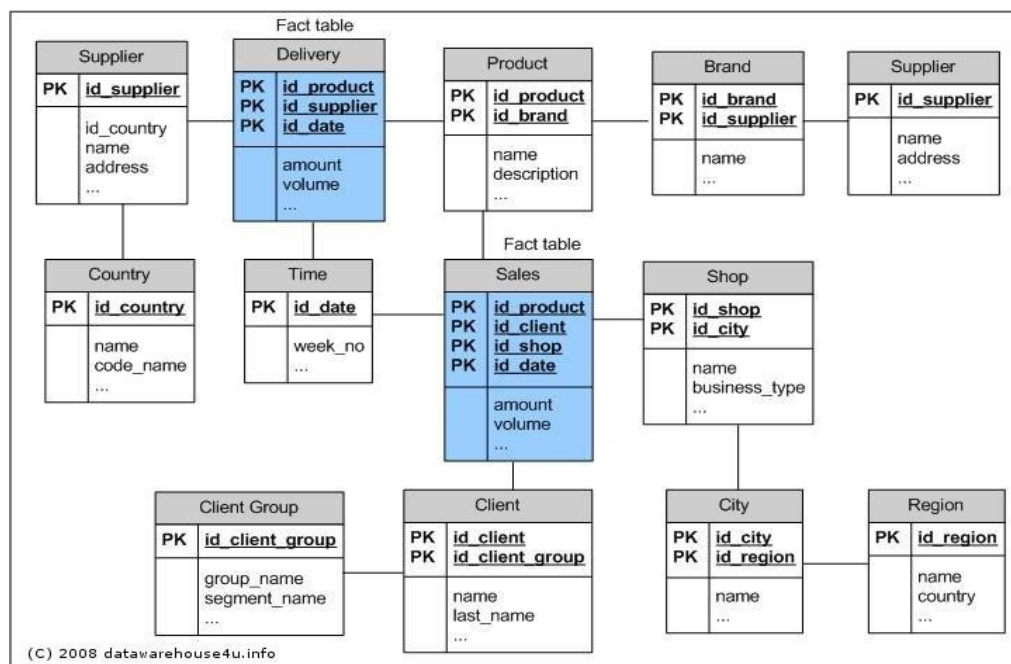 Fact table
Supplier
PK id_supplier
id_country
name
address
...
Delivery
PK id_product
PK id_supplier
PK id_date
amount
volume
...
Product
PK id_product
PK id_brand
name
description
...
Brand
PK id_brand
PK id_supplier
name
...
Supplier
PK id_supplier
name
address
...
Country
PK id_country
name
code_name
...
Time
PK id_date
week_no
...
Fact table
Sales
PK id_product
PK id_client
PK id_shop
PK id_date
amount
volume
...
Shop
PK id_shop
PK id_city
name
business_type
...
Client Group
PK id_client_group
group_name
segment_name
...
Client
PK id_client
PK id_client_group
name
last_name
...
City
PK id_city
PK id_region
name
...
Region
PK id_region
name
country
...
(C) 2008 datawarehouse4u.info